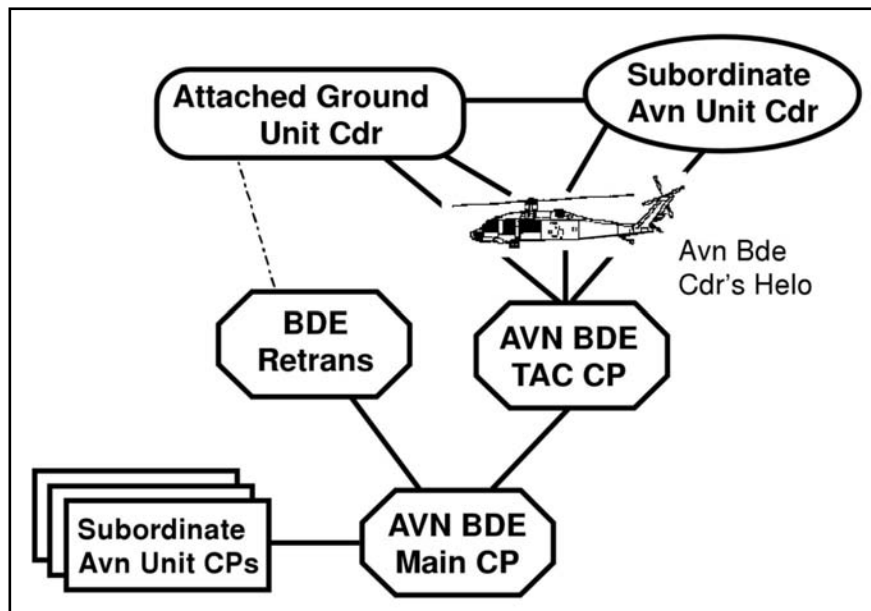 Attached Ground
Unit Cdr
Subordinate
Avn Unit Cdr
Avn Bde
Cdr's Helo
BDE
Retrans
AVN BDE
TAC CP
Subordinate
Avn Unit CPs
AVN BDE
Main CP